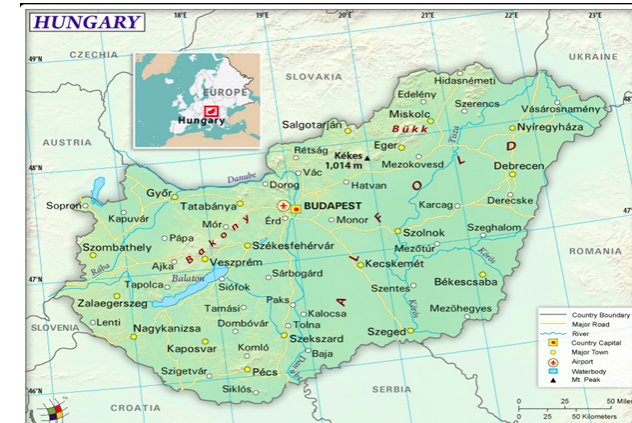 HUNGARY
18°E
19°E
20°E
21°E
22°E
23°E
49°N
CZECHIA
UKRAINE
SLOVAKIA
EUROPE
Hungary
Hidasnémeti
Edelény
Szerencs
Vásárosnamény
Miskolc
Salgotarján
Bükk
Nyíregyháza
AUSTRIA
Tisza
Rétság
Eger
Kékes
1,014 m
Mezokovesd
48°N
Vác
Debrecen
Danube
Dorog
Hatvan
Győr
Sopron
Tatabánya
BUDAPEST
Derecske
Kapuvár
Karcag
Mór
Érd
Monor
Szeghalom
Pápa
Bakony
Szolnok
Szombathely
Székesfehérvár
Mezőtúr
ROMANIA
Körös
Rába
Ajka
Veszprém
Kecskemét
47°N
Balaton
Sárbogárd
Békéscsaba
Tapolca
Siófok
Szentes
Zalaegerszeg
Paks
ALFOLD
Tamási
Kalocsa
Körös
Mezőhegyes
SLOVENIA
Lenti
Nagykanizsa
Dombóvár
Tolna
Szeged
Kaposvar
Szekszard
Komló
Baja
Szigetvár
Pécs
Siklós
46°N
CROATIA
SERBIA
Country Boundary
Major Road
River
Country Capital
Major Town
Airport
Waterbody
Mt. Peak
0 25 50 Miles
0 25 50 Kilometers